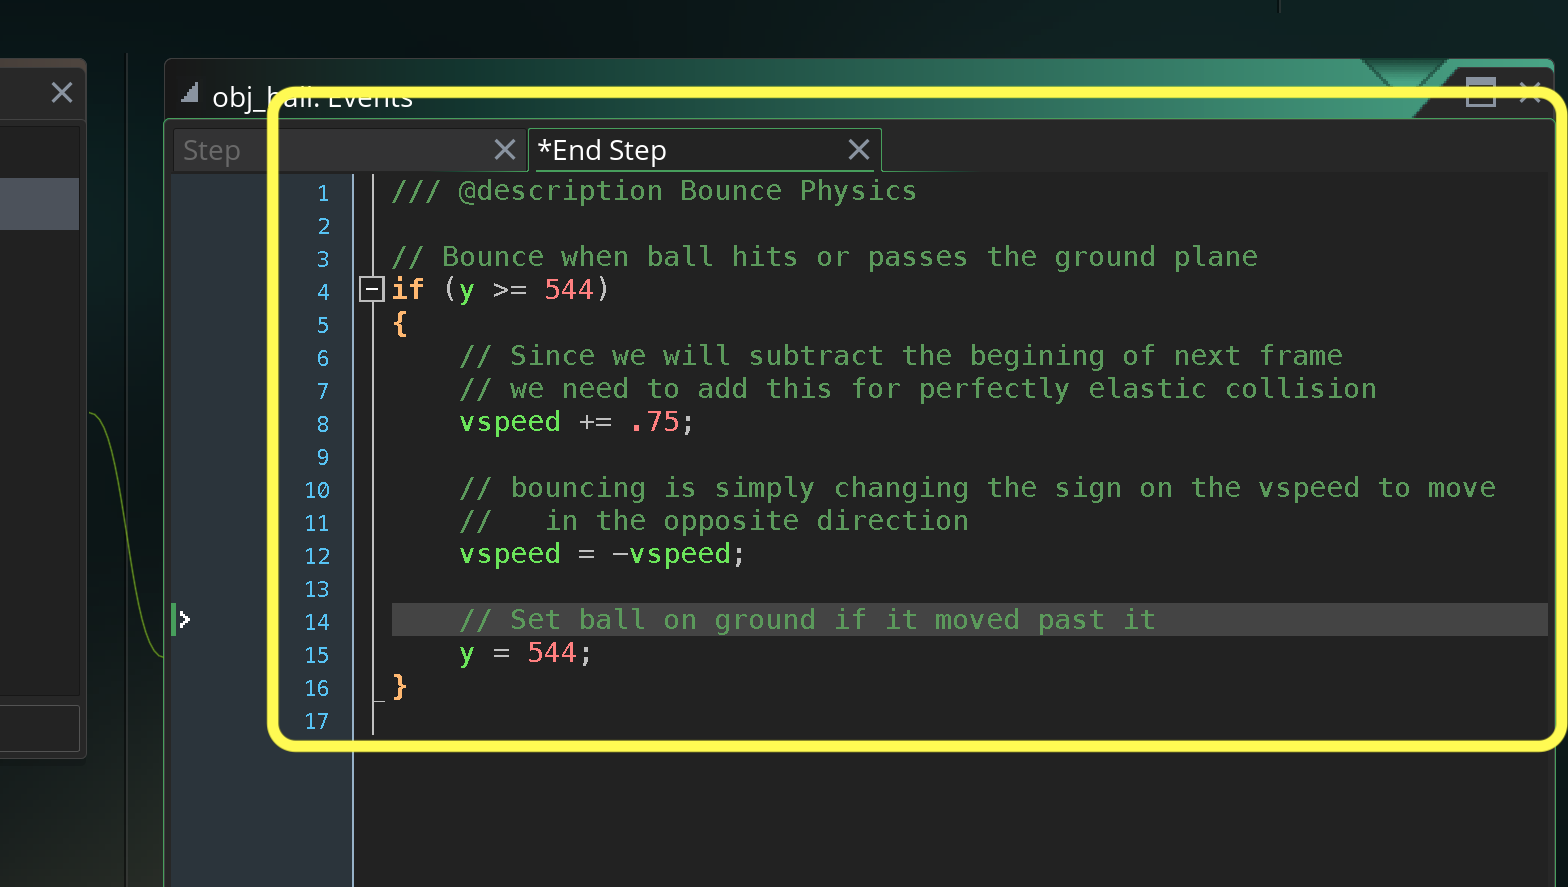 obj_ball: Events
Step
*End Step
1 /// @description Bounce Physics
2
3 // Bounce when ball hits or passes the ground plane
4 if (y >= 544)
5 {
6 // Since we will subtract the begining of next frame
7 // we need to add this for perfectly elastic collision
8 vspeed += .75;
9
10 // bouncing is simply changing the sign on the vspeed to move
11 //   in the opposite direction
12 vspeed = -vspeed;
13
14 // Set ball on ground if it moved past it
15 y = 544;
16 }
17